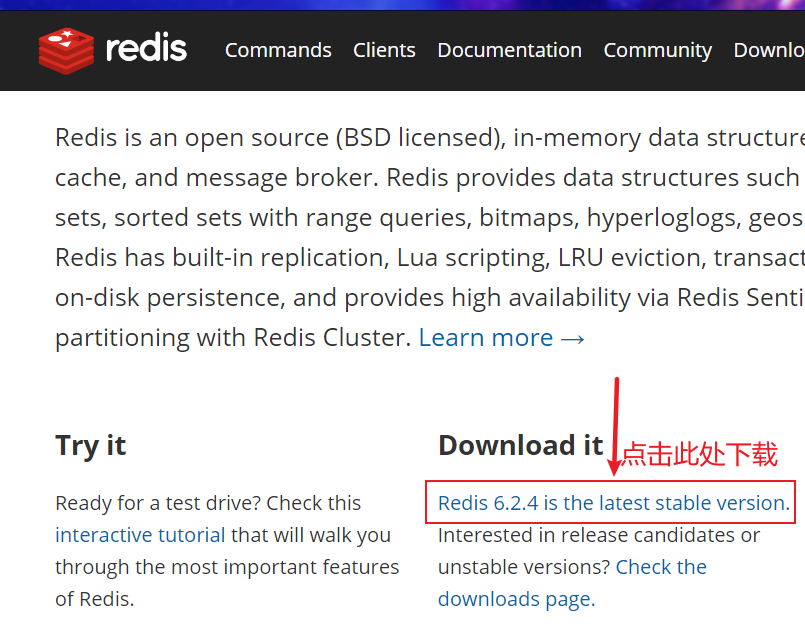 redis Commands Clients Documentation Community Downlo
Redis is an open source (BSD licensed), in-memory data structure
cache, and message broker. Redis provides data structures such
sets, sorted sets with range queries, bitmaps, hyperloglogs, geos
Redis has built-in replication, Lua scripting, LRU eviction, transact
on-disk persistence, and provides high availability via Redis Senti
partitioning with Redis Cluster. Learn more →
Try it
Ready for a test drive? Check this
interactive tutorial that will walk you
through the most important features
of Redis.
Download it
点击此处下载
Redis 6.2.4 is the latest stable version.
Interested in release candidates or
unstable versions? Check the
downloads page.